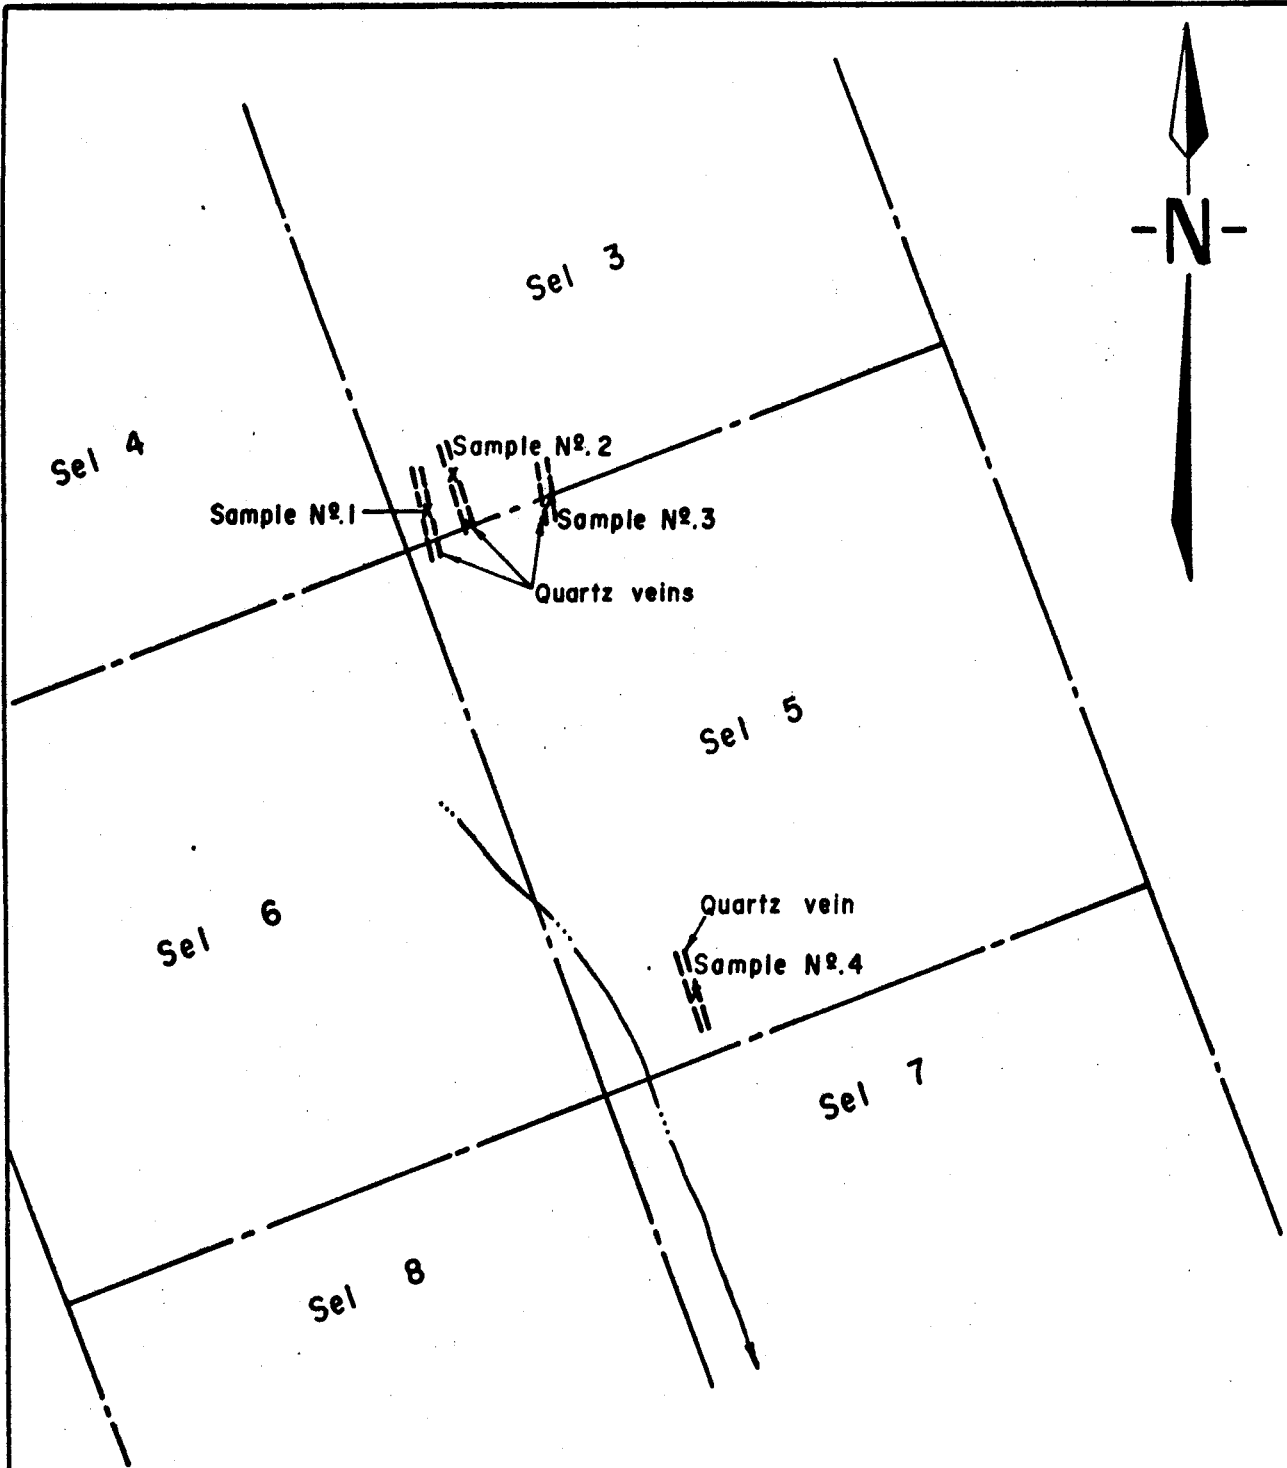 -N-
Sel 3
Sel 4
Sample Nº.2
Sample Nº.1
Sample Nº.3
Quartz veins
Sel 5
Quartz vein
Sel 6
Sample Nº.4
Sel 7
Sel 8